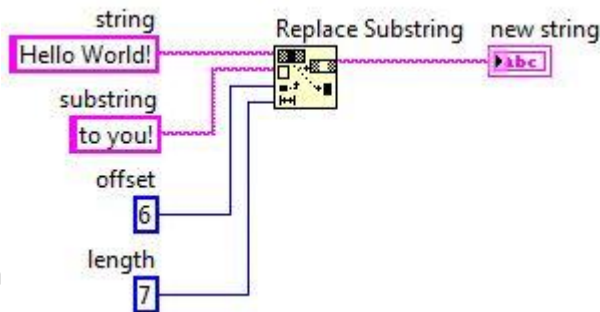 string
Hello World!
Replace Substring
new string
abc
substring
to you!
offset
6
length
7